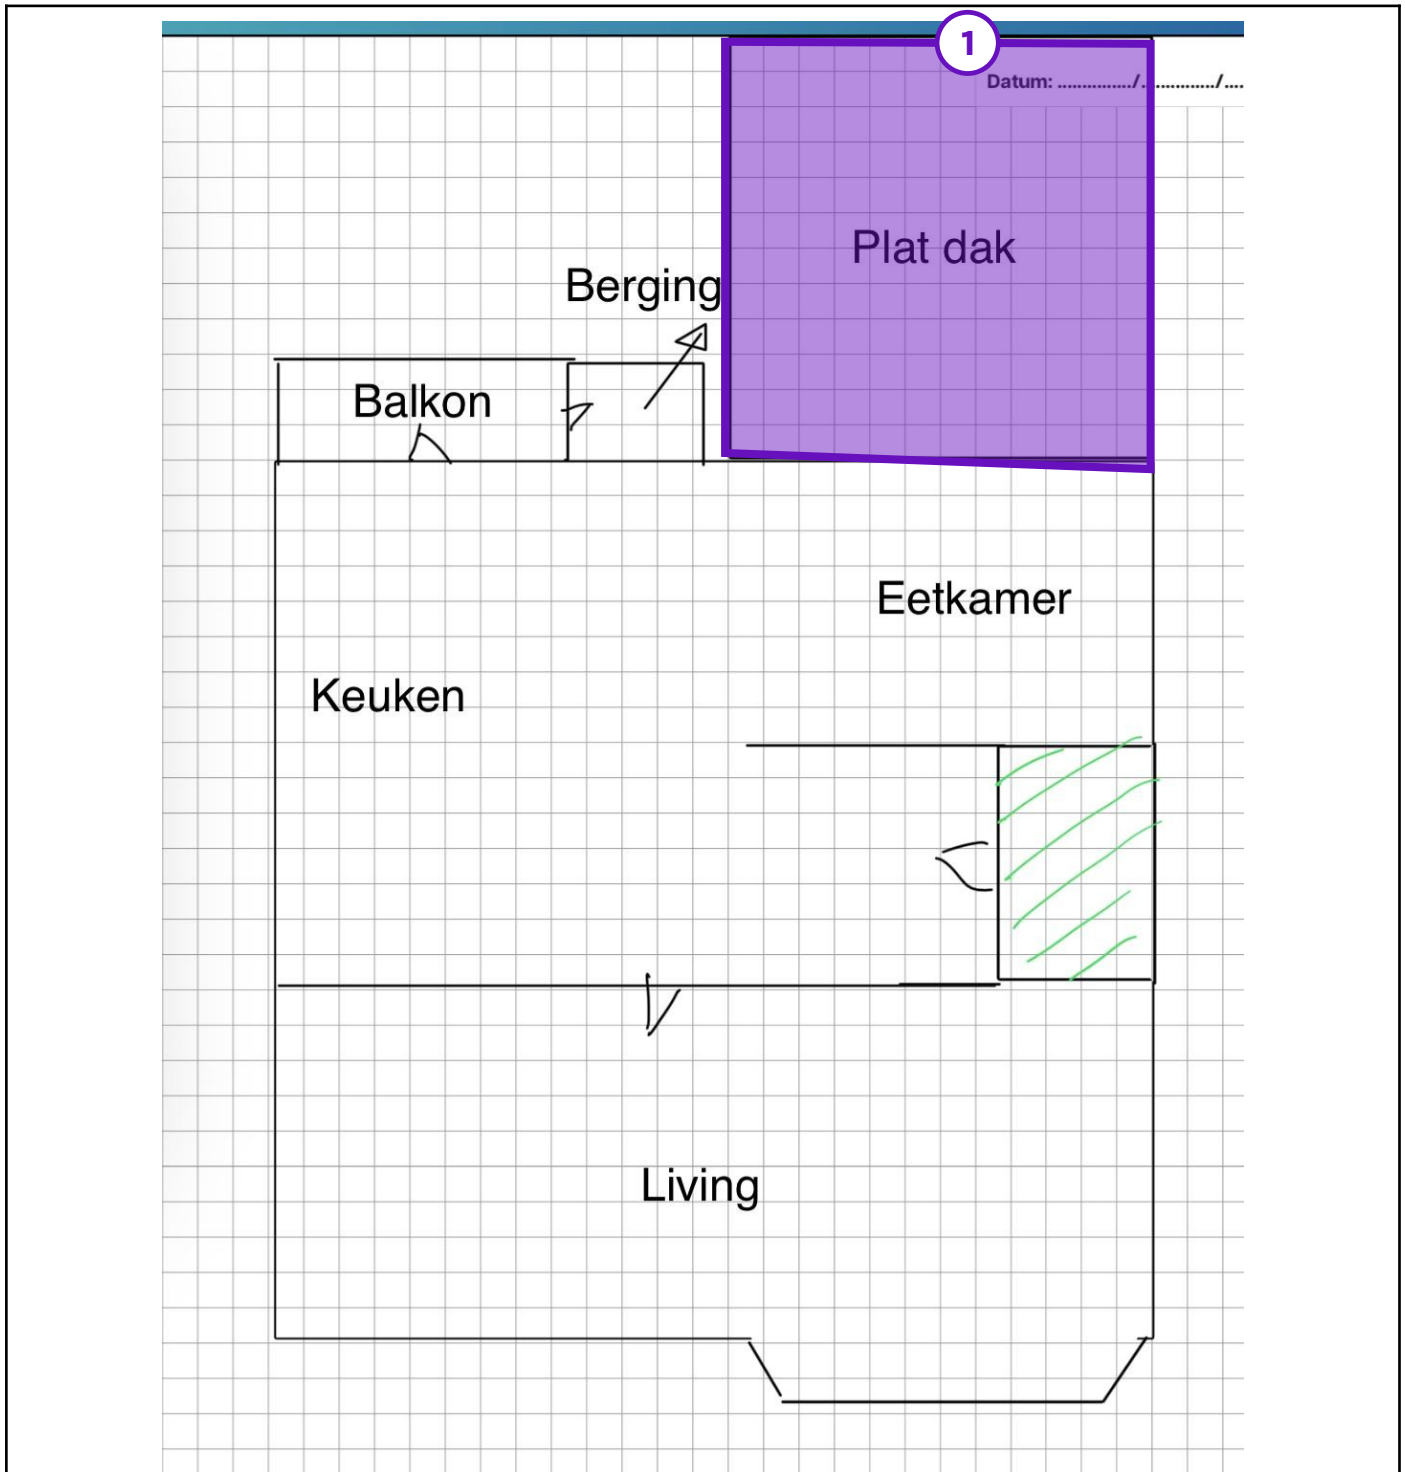 1
Datum: .............../.............../....
Plat dak
Berging
Balkon
Eetkamer
Keuken
Living